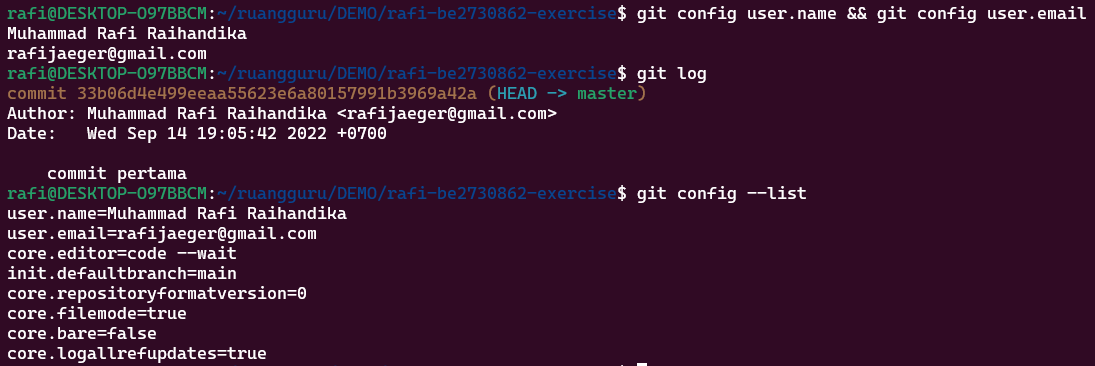 rafi@DESKTOP-O97BBCM:~/ruangguru/DEMO/rafi-be2730862-exercise$ git config user.name && git config user.email
Muhammad Rafi Raihandika
rafijaeger@gmail.com
rafi@DESKTOP-O97BBCM:~/ruangguru/DEMO/rafi-be2730862-exercise$ git log
commit 33b06d4e499eeaa55623e6a80157991b3969a42a (HEAD -> master)
Author: Muhammad Rafi Raihandika <rafijaeger@gmail.com>
Date:   Wed Sep 14 19:05:42 2022 +0700
    commit pertama
rafi@DESKTOP-O97BBCM:~/ruangguru/DEMO/rafi-be2730862-exercise$ git config --list
user.name=Muhammad Rafi Raihandika
user.email=rafijaeger@gmail.com
core.editor=code --wait
init.defaultbranch=main
core.repositoryformatversion=0
core.filemode=true
core.bare=false
core.logallrefupdates=true